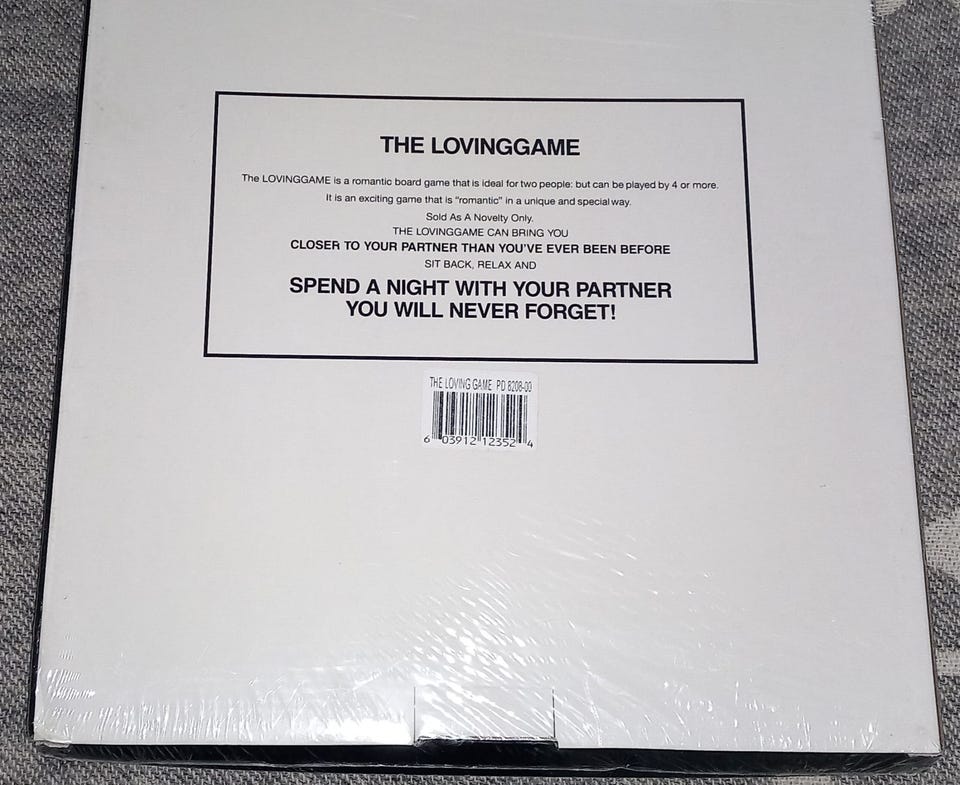 THE LOVINGGAME
The LOVINGGAME is a romantic board game that is ideal for two people: but can be played by 4 or more.
It is an exciting game that is "romantic" in a unique and special way.
Sold As A Novelty Only.
THE LOVINGGAME CAN BRING YOU
CLOSER TO YOUR PARTNER THAN YOU'VE EVER BEEN BEFORE
SIT BACK, RELAX AND
SPEND A NIGHT WITH YOUR PARTNER
YOU WILL NEVER FORGET!
THE LOVING GAME PD 8208-00
6 03912 12352 4